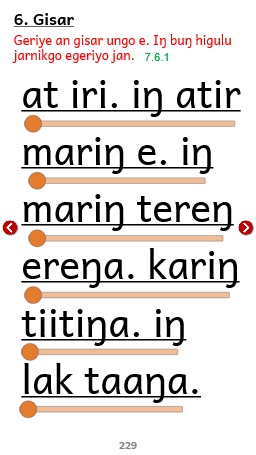 6. Gisar
Geriye an gisar ungo e. Iŋ buŋ higulu
jarnikgo egeriyo jan. 7.6.1
at iri. iŋ atir
mariŋ e. iŋ
mariŋ tereŋ
ereŋa. kariŋ
tiitiŋa. iŋ
lak taaŋa.
229